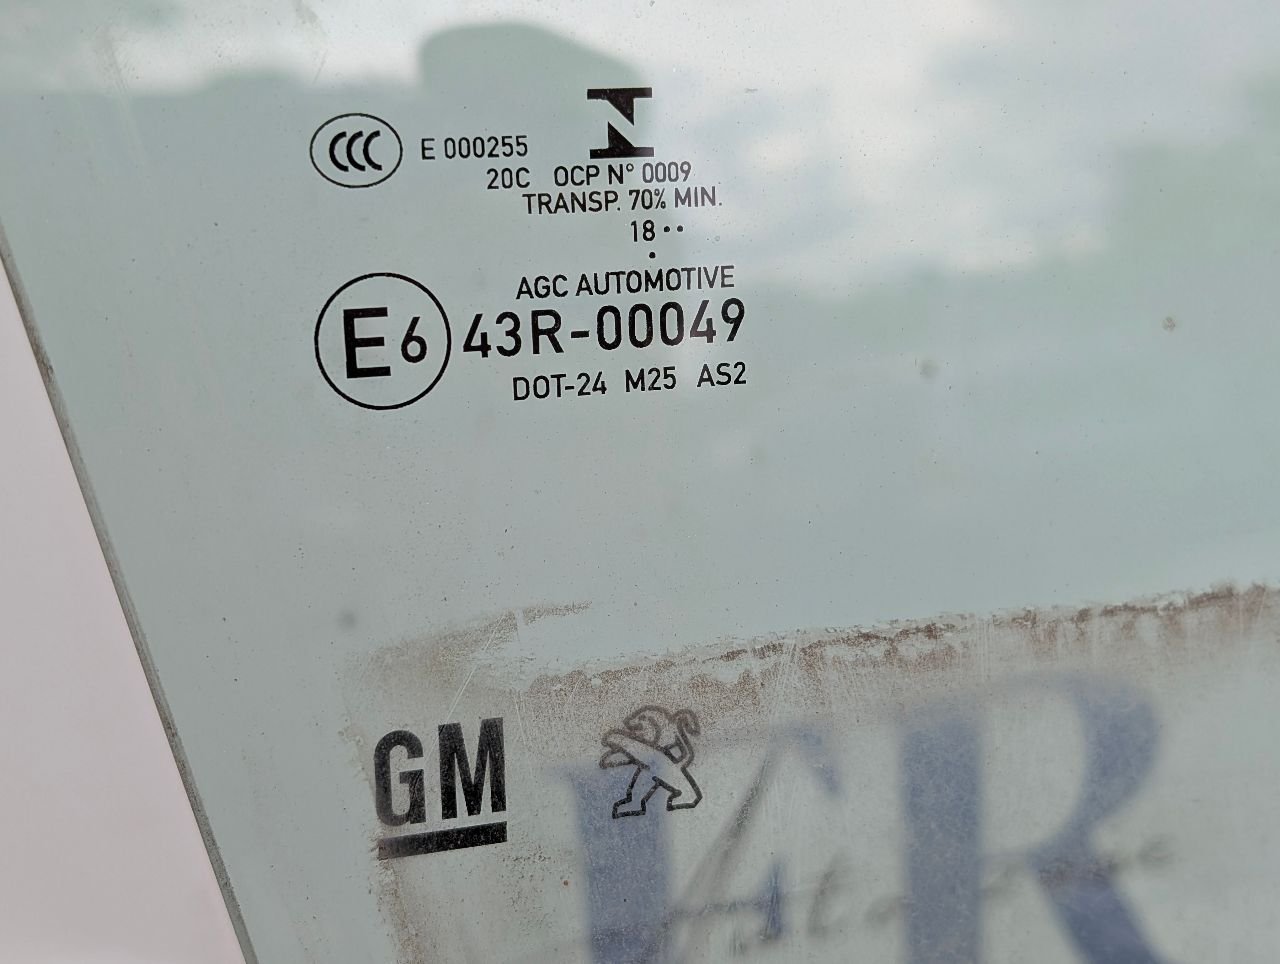 CCC E 000255
20C OCP N° 0009
TRANSP. 70% MIN.
18 ··
·
AGC AUTOMOTIVE
E6 43R-00049
DOT-24 M25 AS2
GM